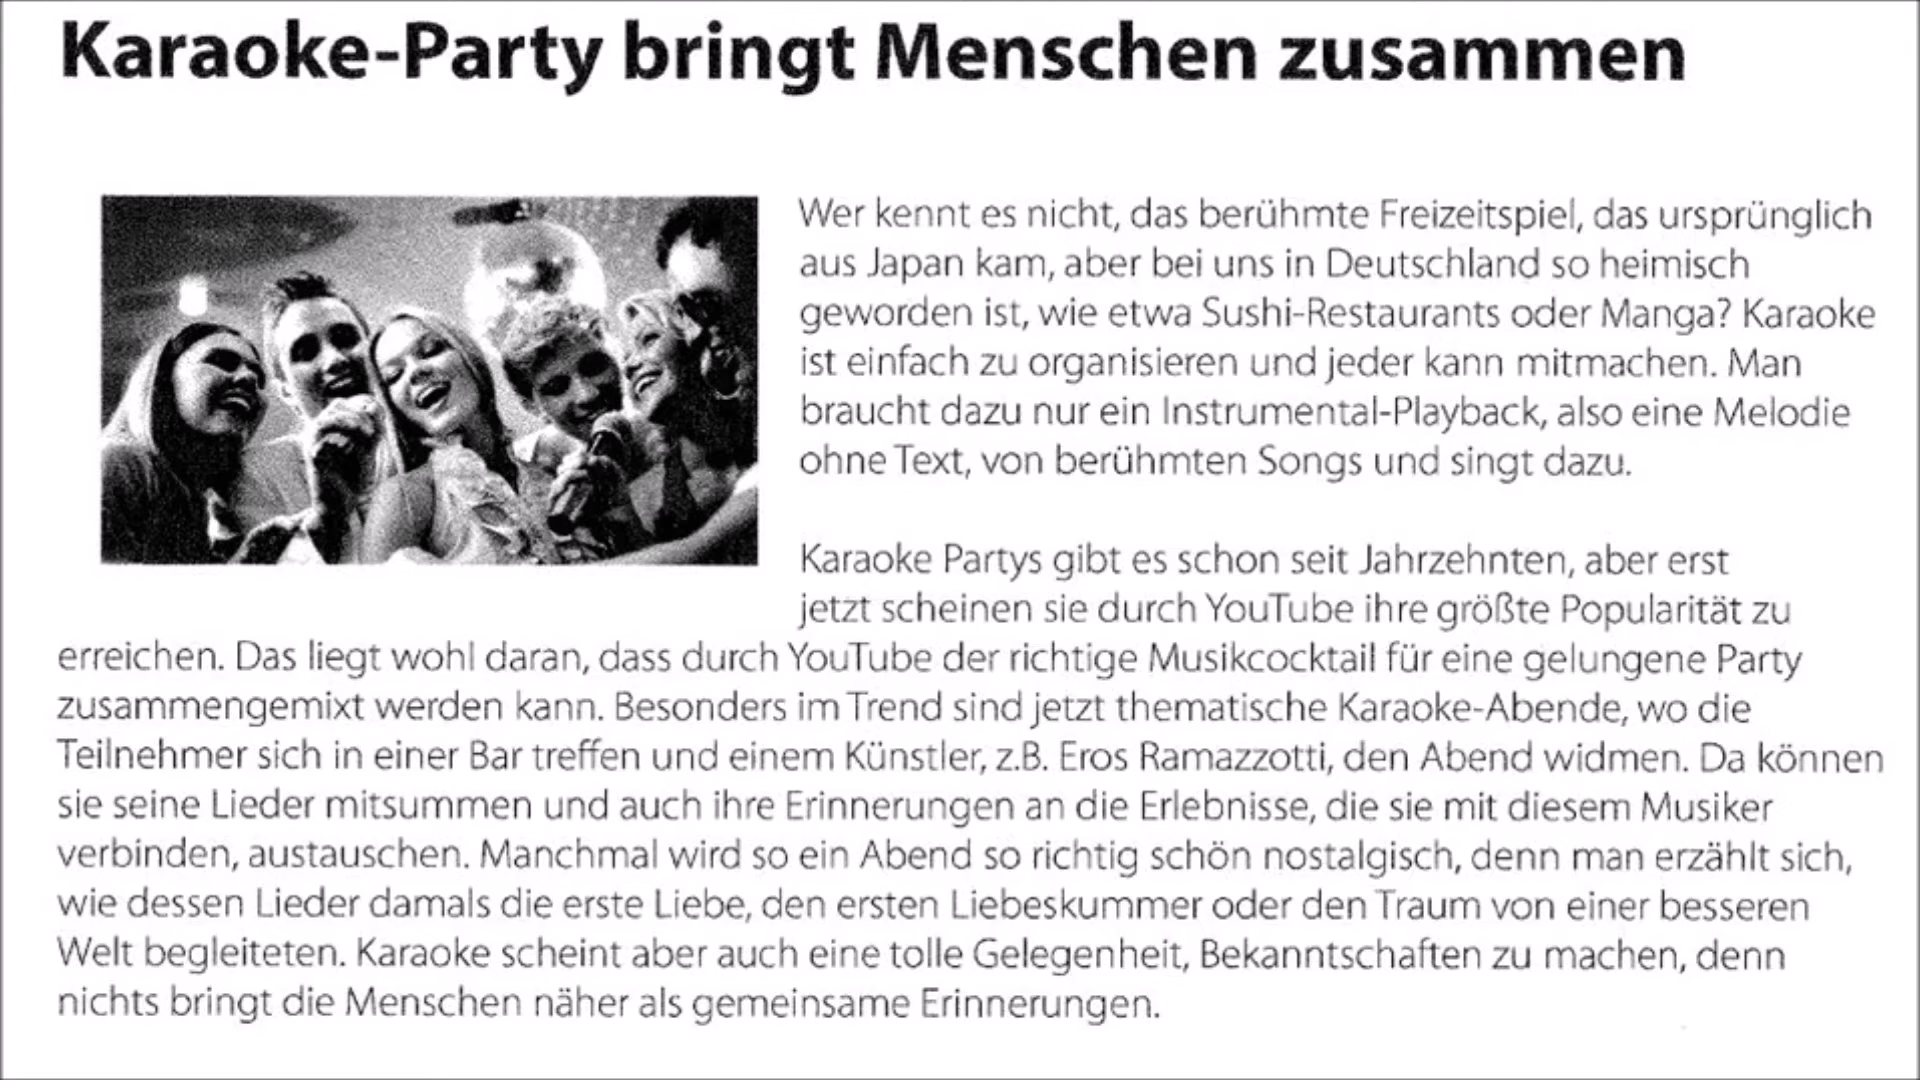 Karaoke-Party bringt Menschen zusammen
Wer kennt es nicht, das berühmte Freizeitspiel, das ursprünglich
aus Japan kam, aber bei uns in Deutschland so heimisch
geworden ist, wie etwa Sushi-Restaurants oder Manga? Karaoke
ist einfach zu organisieren und jeder kann mitmachen. Man
braucht dazu nur ein Instrumental-Playback, also eine Melodie
ohne Text, von berühmten Songs und singt dazu.
Karaoke Partys gibt es schon seit Jahrzehnten, aber erst
jetzt scheinen sie durch YouTube ihre größte Popularität zu
erreichen. Das liegt wohl daran, dass durch YouTube der richtige Musikcocktail für eine gelungene Party
zusammengemixt werden kann. Besonders im Trend sind jetzt thematische Karaoke-Abende, wo die
Teilnehmer sich in einer Bar treffen und einem Künstler, z.B. Eros Ramazzotti, den Abend widmen. Da können
sie seine Lieder mitsummen und auch ihre Erinnerungen an die Erlebnisse, die sie mit diesem Musiker
verbinden, austauschen. Manchmal wird so ein Abend so richtig schön nostalgisch, denn man erzählt sich,
wie dessen Lieder damals die erste Liebe, den ersten Liebeskummer oder den Traum von einer besseren
Welt begleiteten. Karaoke scheint aber auch eine tolle Gelegenheit, Bekanntschaften zu machen, denn
nichts bringt die Menschen näher als gemeinsame Erinnerungen.